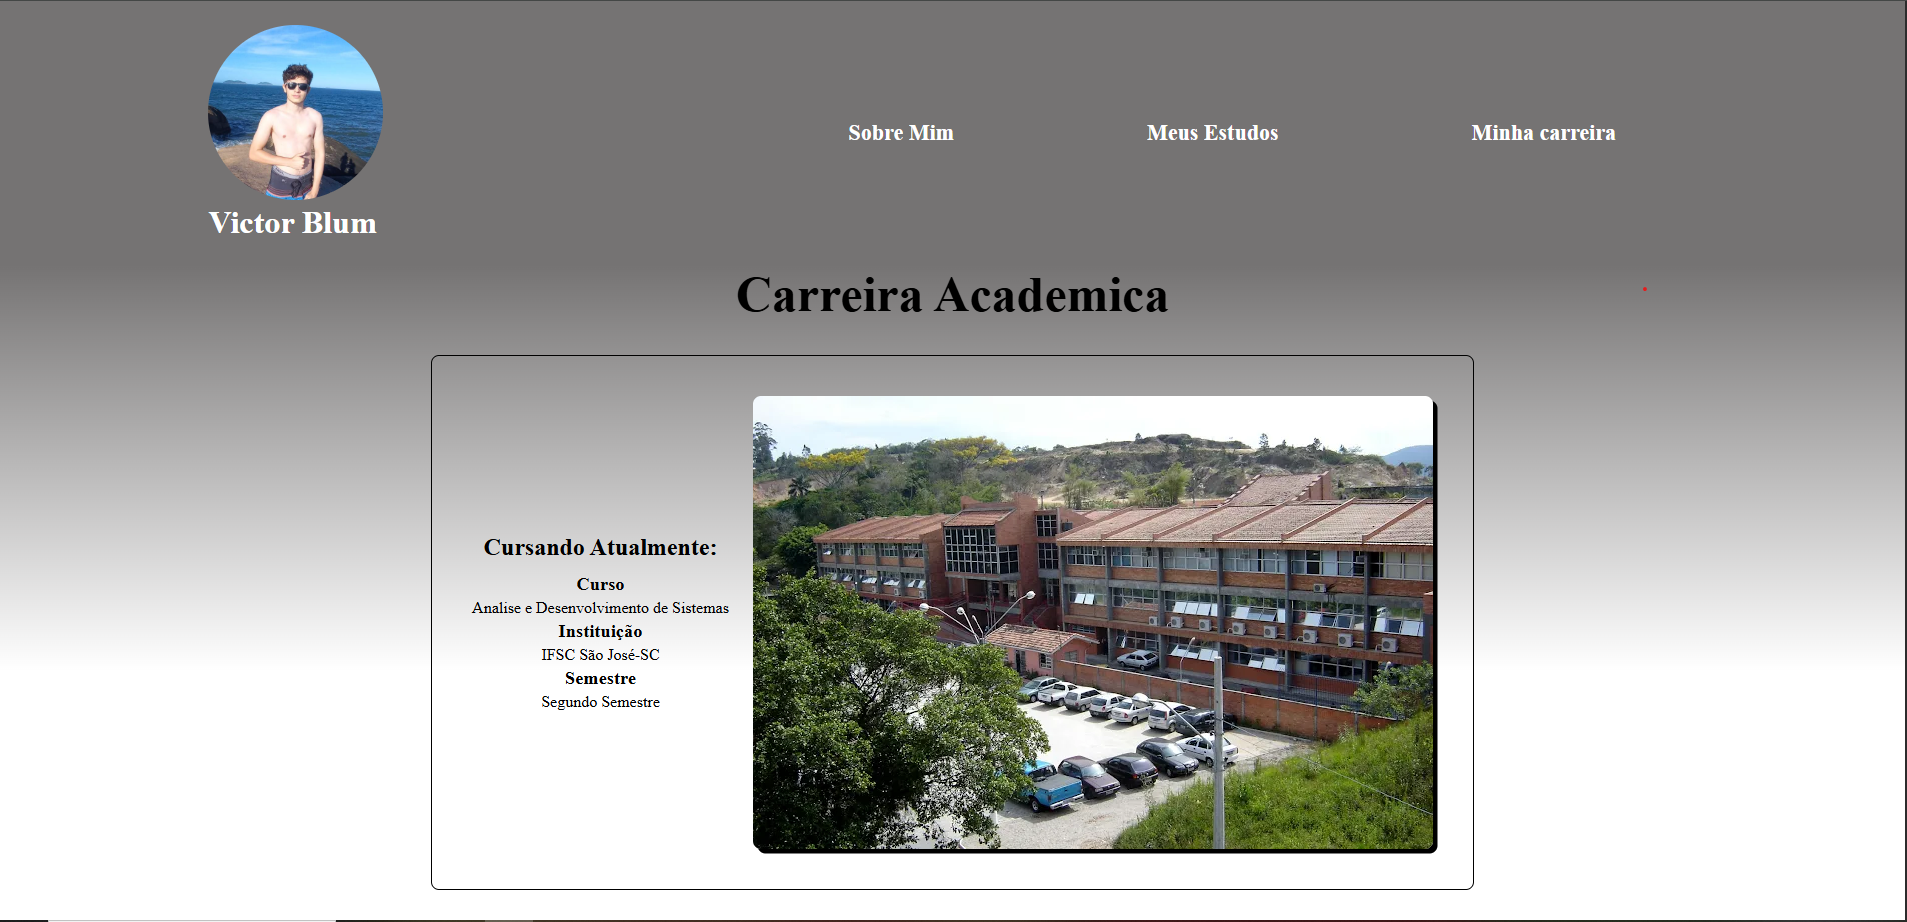 Sobre Mim
Meus Estudos
Minha carreira
Victor Blum
Carreira Academica
Cursando Atualmente:
Curso
Analise e Desenvolvimento de Sistemas
Instituição
IFSC São José-SC
Semestre
Segundo Semestre